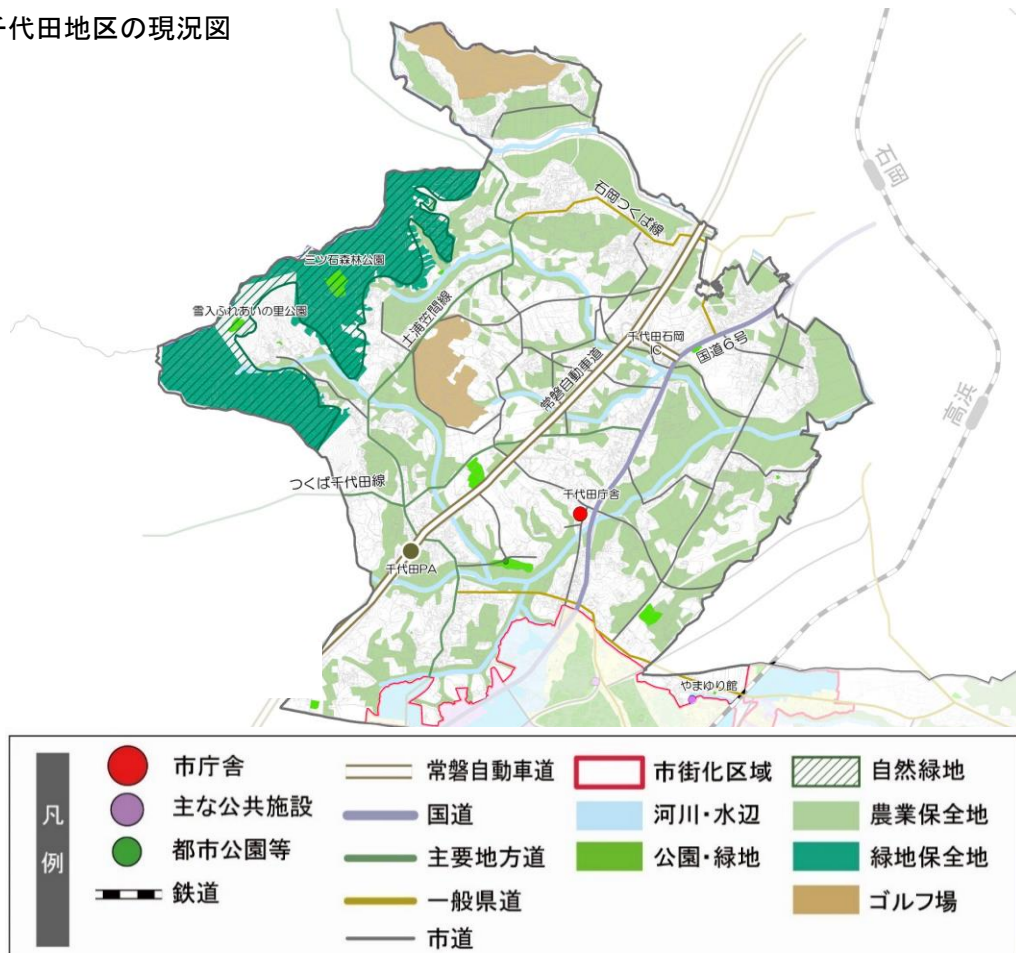 千代田地区の現況図
石岡
石岡つくば線
三ツ石森林公園
雪入ふれあいの里公園
土浦笠間線
千代田石岡
IC
国道6号
常磐自動車道
高浜
つくば千代田線
千代田庁舎
千代田PA
やまゆり館
凡例
市庁舎
主な公共施設
都市公園等
鉄道
常磐自動車道
国道
主要地方道
一般県道
市道
市街化区域
河川・水辺
公園・緑地
自然緑地
農業保全地
緑地保全地
ゴルフ場